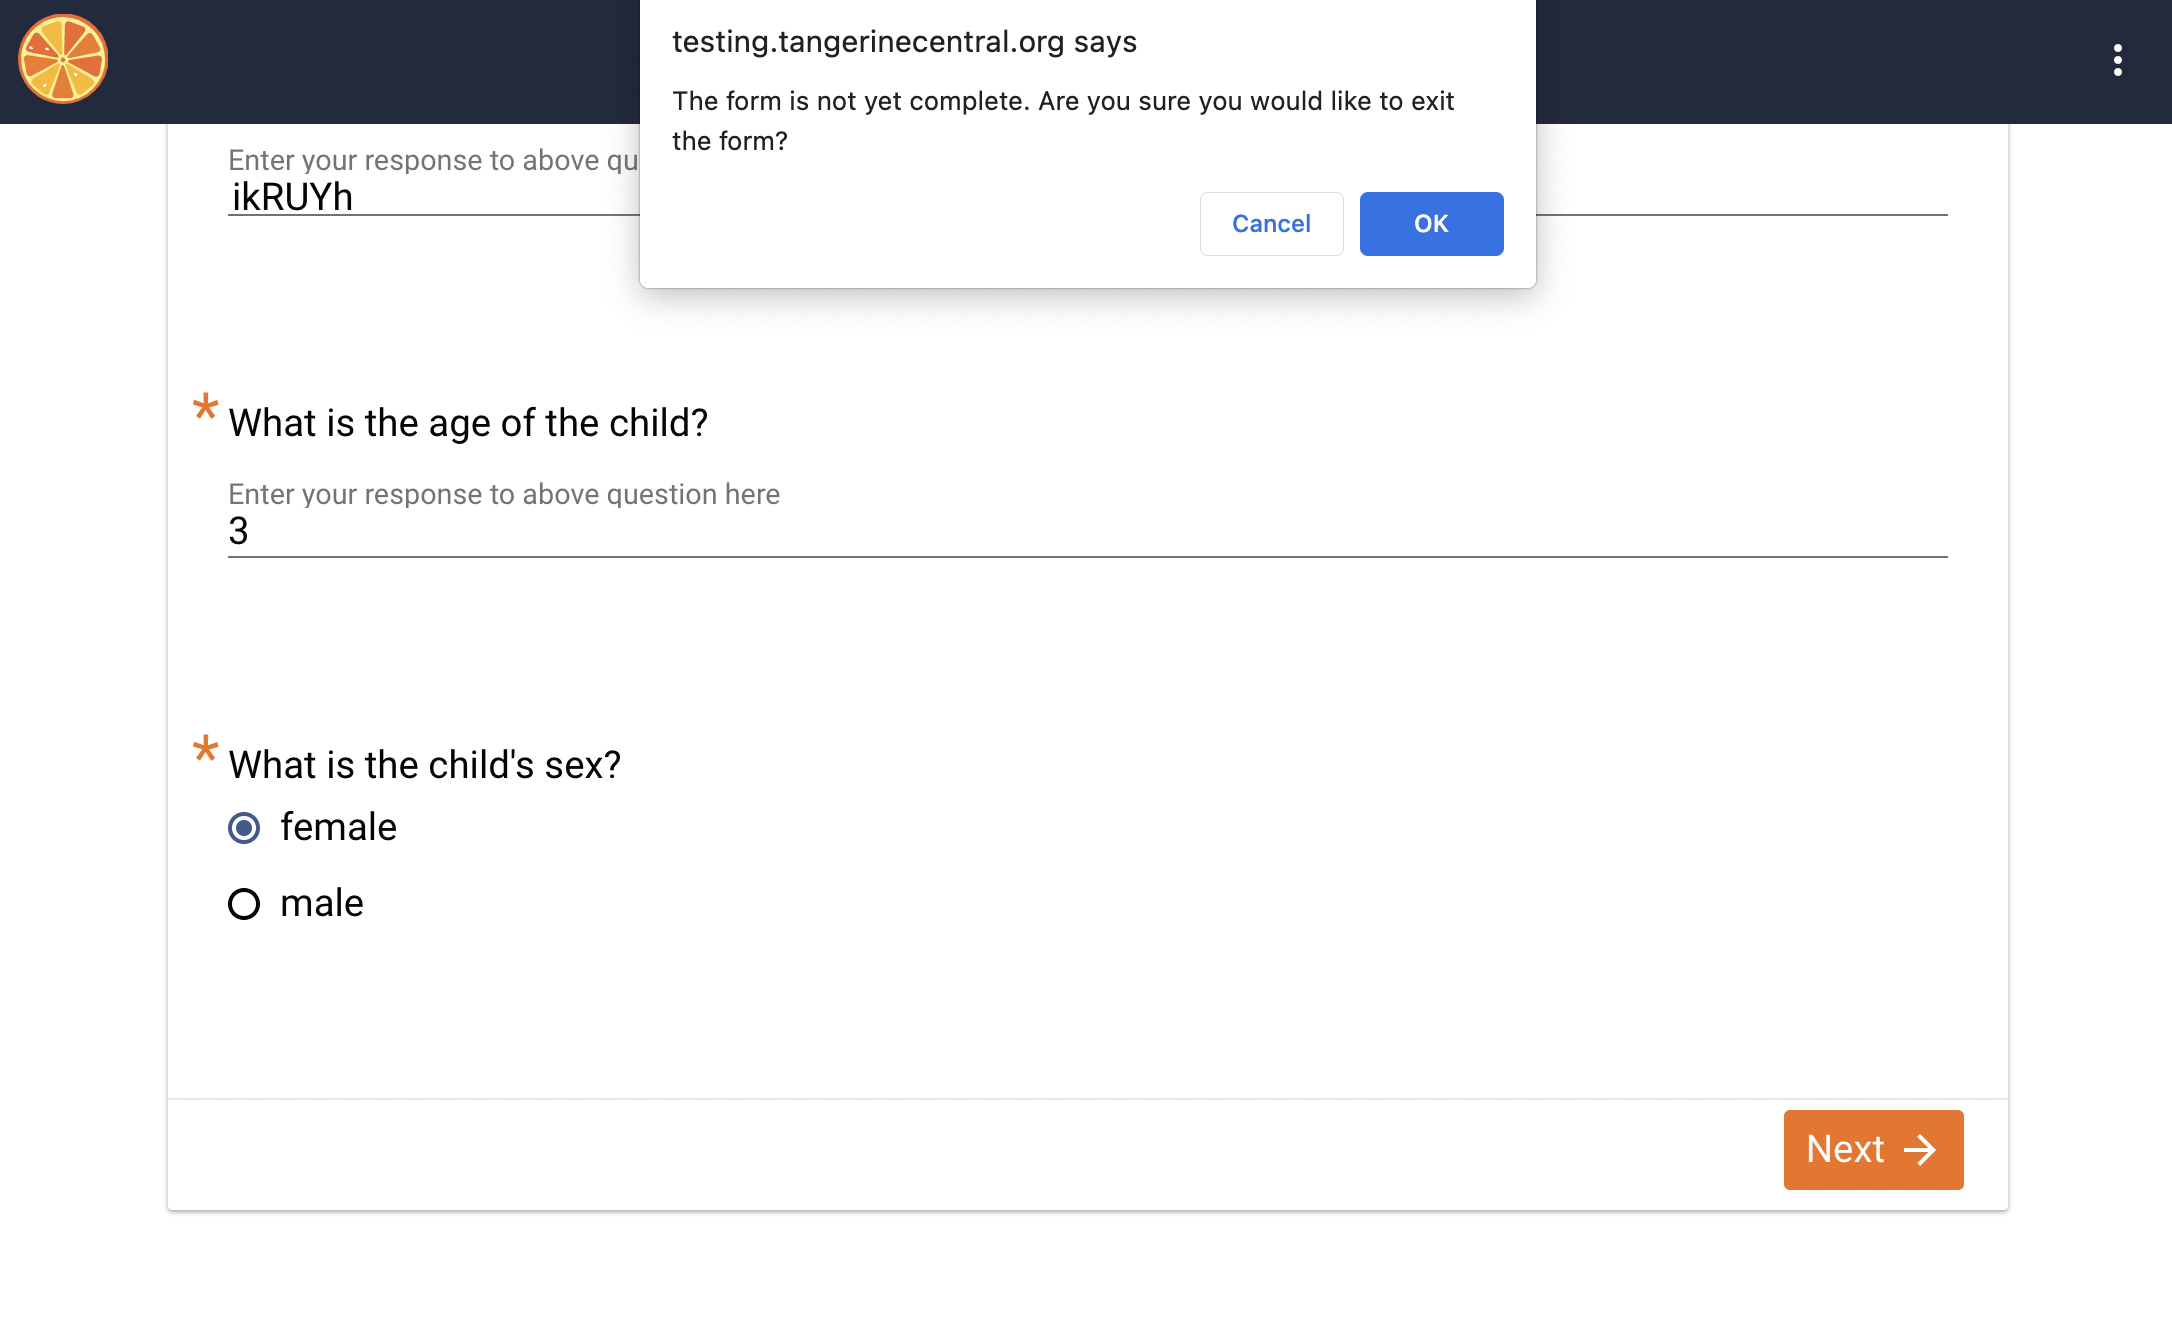 testing.tangerinecentral.org says
The form is not yet complete. Are you sure you would like to exit
the form?
Cancel
OK
Enter your response to above qu
ikRUYh
* What is the age of the child?
Enter your response to above question here
3
* What is the child's sex?
female
male
Next →